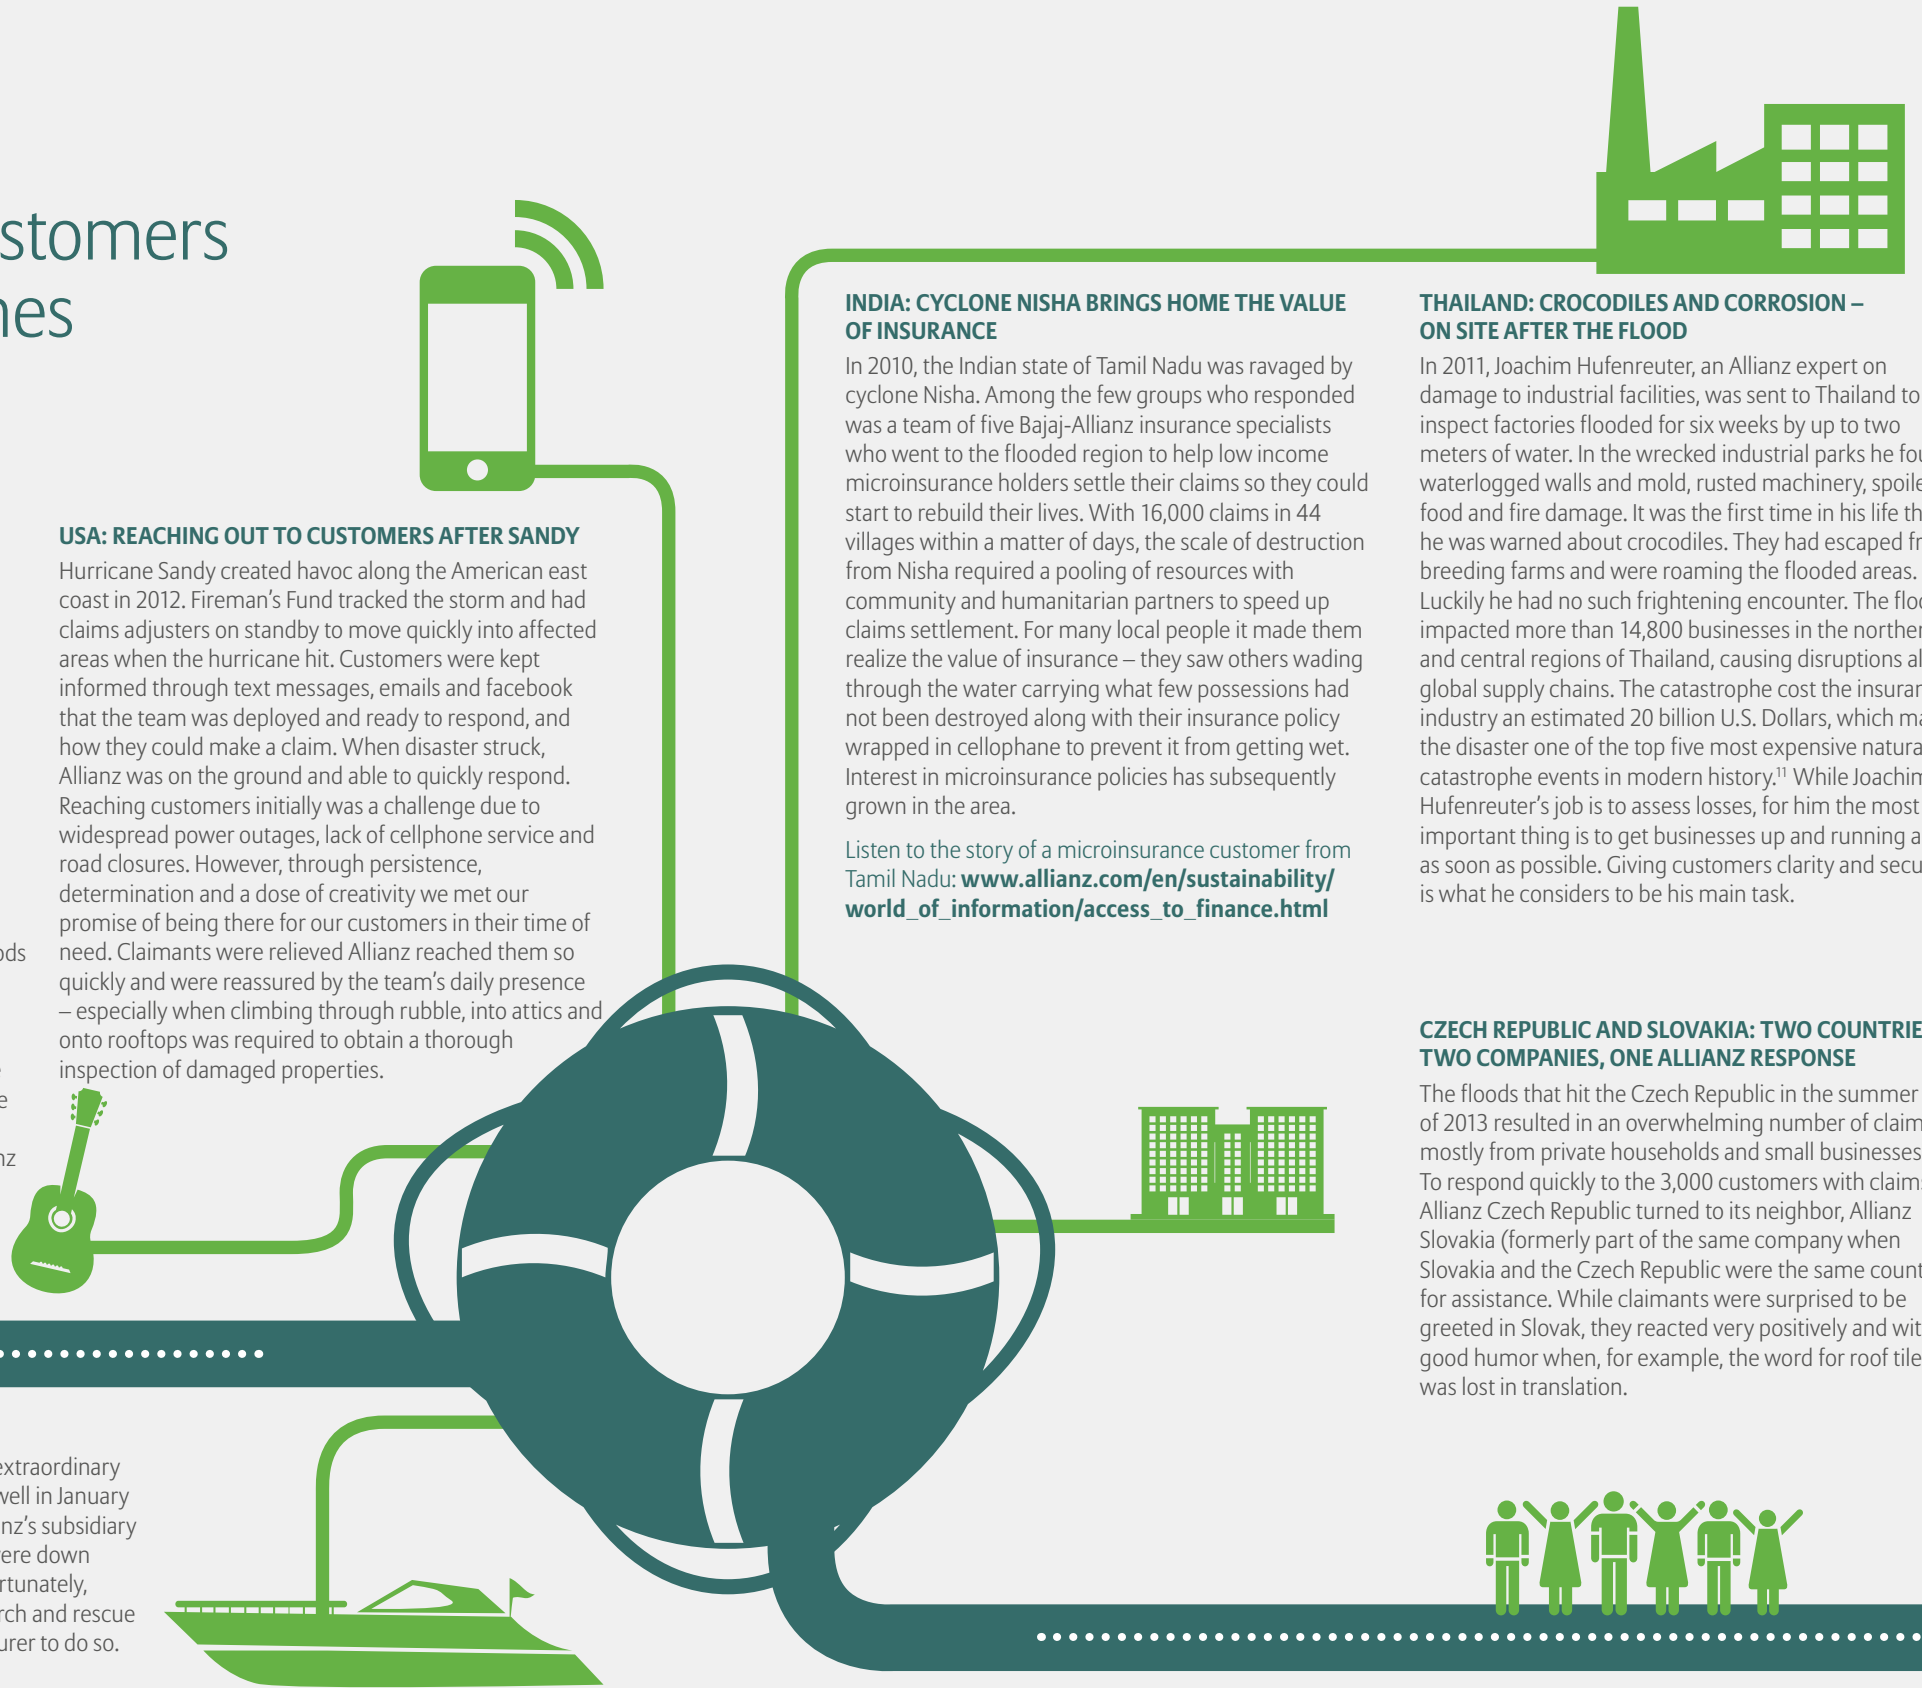 stomers
nes
USA: REACHING OUT TO CUSTOMERS AFTER SANDY
Hurricane Sandy created havoc along the American east
coast in 2012. Fireman’s Fund tracked the storm and had
claims adjusters on standby to move quickly into affected
areas when the hurricane hit. Customers were kept
informed through text messages, emails and facebook
that the team was deployed and ready to respond, and
how they could make a claim. When disaster struck,
Allianz was on the ground and able to quickly respond.
Reaching customers initially was a challenge due to
widespread power outages, lack of cellphone service and
road closures. However, through persistence,
determination and a dose of creativity we met our
promise of being there for our customers in their time of
need. Claimants were relieved Allianz reached them so
quickly and were reassured by the team’s daily presence
– especially when climbing through rubble, into attics and
onto rooftops was required to obtain a thorough
inspection of damaged properties.
ods
e
nz
extraordinary
well in January
nz’s subsidiary
were down
rtunately,
rch and rescue
urer to do so.
INDIA: CYCLONE NISHA BRINGS HOME THE VALUE
OF INSURANCE
In 2010, the Indian state of Tamil Nadu was ravaged by
cyclone Nisha. Among the few groups who responded
was a team of five Bajaj-Allianz insurance specialists
who went to the flooded region to help low income
microinsurance holders settle their claims so they could
start to rebuild their lives. With 16,000 claims in 44
villages within a matter of days, the scale of destruction
from Nisha required a pooling of resources with
community and humanitarian partners to speed up
claims settlement. For many local people it made them
realize the value of insurance – they saw others wading
through the water carrying what few possessions had
not been destroyed along with their insurance policy
wrapped in cellophane to prevent it from getting wet.
Interest in microinsurance policies has subsequently
grown in the area.
Listen to the story of a microinsurance customer from
Tamil Nadu: www.allianz.com/en/sustainability/
world_of_information/access_to_finance.html
THAILAND: CROCODILES AND CORROSION –
ON SITE AFTER THE FLOOD
In 2011, Joachim Hufenreuter, an Allianz expert on
damage to industrial facilities, was sent to Thailand to
inspect factories flooded for six weeks by up to two
meters of water. In the wrecked industrial parks he fou
waterlogged walls and mold, rusted machinery, spoile
food and fire damage. It was the first time in his life th
he was warned about crocodiles. They had escaped fr
breeding farms and were roaming the flooded areas.
Luckily he had no such frightening encounter. The floo
impacted more than 14,800 businesses in the norther
and central regions of Thailand, causing disruptions al
global supply chains. The catastrophe cost the insuran
industry an estimated 20 billion U.S. Dollars, which ma
the disaster one of the top five most expensive natura
catastrophe events in modern history.¹¹ While Joachim
Hufenreuter’s job is to assess losses, for him the most
important thing is to get businesses up and running a
as soon as possible. Giving customers clarity and secu
is what he considers to be his main task.
CZECH REPUBLIC AND SLOVAKIA: TWO COUNTRIE
TWO COMPANIES, ONE ALLIANZ RESPONSE
The floods that hit the Czech Republic in the summer
of 2013 resulted in an overwhelming number of claim
mostly from private households and small businesses
To respond quickly to the 3,000 customers with claims
Allianz Czech Republic turned to its neighbor, Allianz
Slovakia (formerly part of the same company when
Slovakia and the Czech Republic were the same count
for assistance. While claimants were surprised to be
greeted in Slovak, they reacted very positively and wit
good humor when, for example, the word for roof tile
was lost in translation.